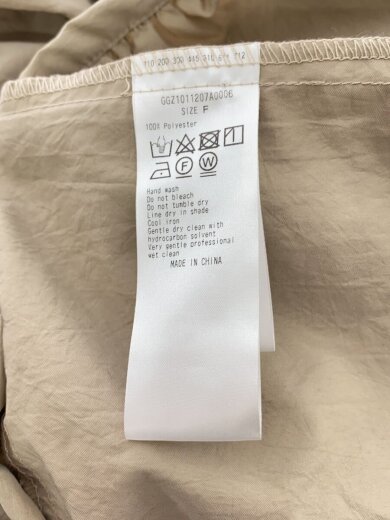 GGZ1011207A0006
SIZE F
100% Polyester
Hand wash
Do not bleach
Do not tumble dry
Line dry in shade
Cool iron
Gentle dry clean with
hydrocarbon solvent
Very gentle professional
wet clean
MADE IN CHINA